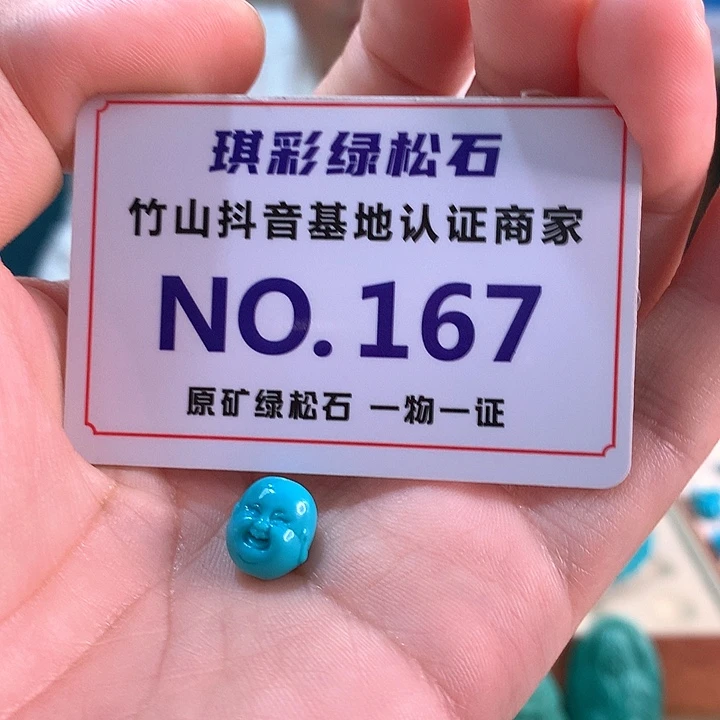 琪彩绿松石
竹山抖音基地认证商家
NO.167
原矿绿松石 一物一证